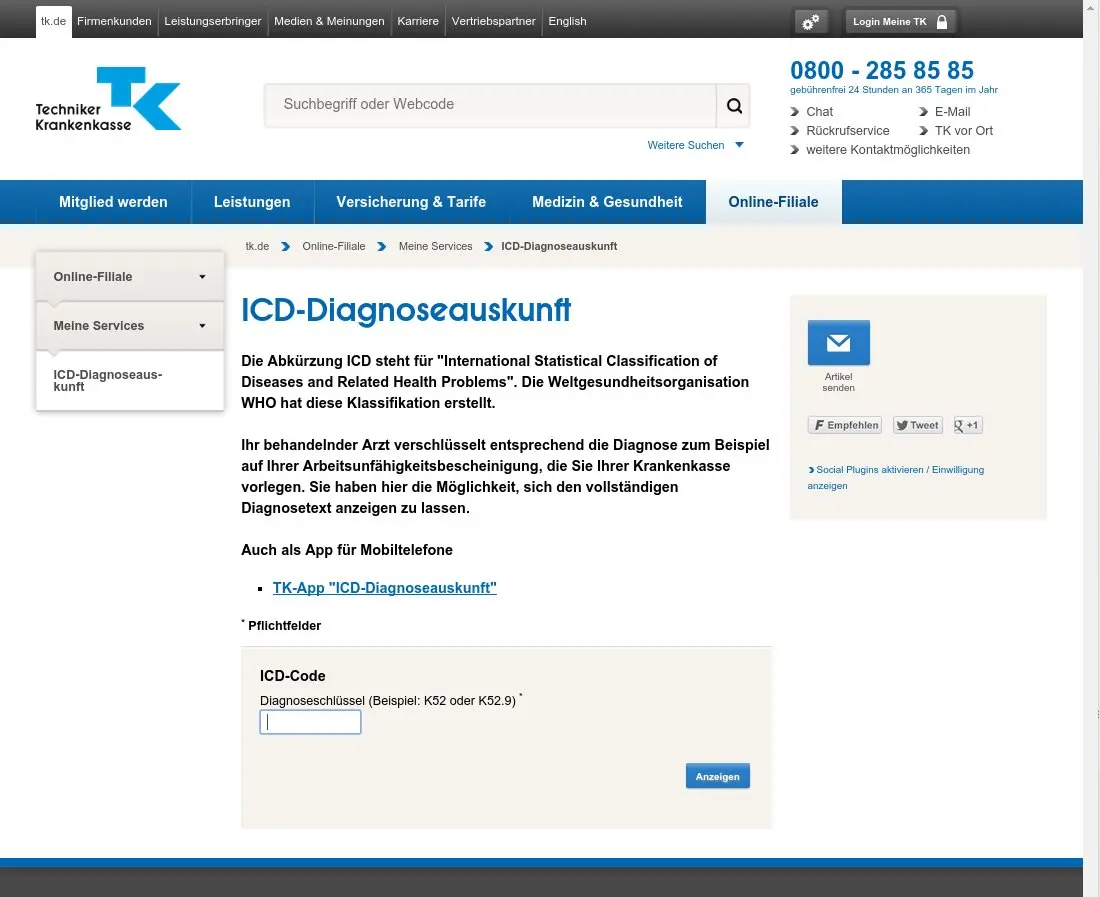 tk.de Firmenkunden Leistungserbringer Medien & Meinungen Karriere Vertriebspartner English
Login Meine TK
Techniker
Krankenkasse
TK
Suchbegriff oder Webcode
Weitere Suchen
0800 - 285 85 85
gebührenfrei 24 Stunden an 365 Tagen im Jahr
Chat
E-Mail
Rückrufservice
TK vor Ort
weitere Kontaktmöglichkeiten
Mitglied werden Leistungen Versicherung & Tarife Medizin & Gesundheit Online-Filiale
tk.de Online-Filiale Meine Services ICD-Diagnoseauskunft
Online-Filiale
Meine Services
ICD-Diagnoseaus-
kunft
ICD-Diagnoseauskunft
Die Abkürzung ICD steht für "International Statistical Classification of
Diseases and Related Health Problems". Die Weltgesundheitsorganisation
WHO hat diese Klassifikation erstellt.
Ihr behandelnder Arzt verschlüsselt entsprechend die Diagnose zum Beispiel
auf Ihrer Arbeitsunfähigkeitsbescheinigung, die Sie Ihrer Krankenkasse
vorlegen. Sie haben hier die Möglichkeit, sich den vollständigen
Diagnosetext anzeigen zu lassen.
Auch als App für Mobiltelefone
TK-App "ICD-Diagnoseauskunft"
* Pflichtfelder
ICD-Code
Diagnoseschlüssel (Beispiel: K52 oder K52.9) *
Anzeigen
Artikel
senden
F Empfehlen
Tweet
g +1
Social Plugins aktivieren / Einwilligung
anzeigen